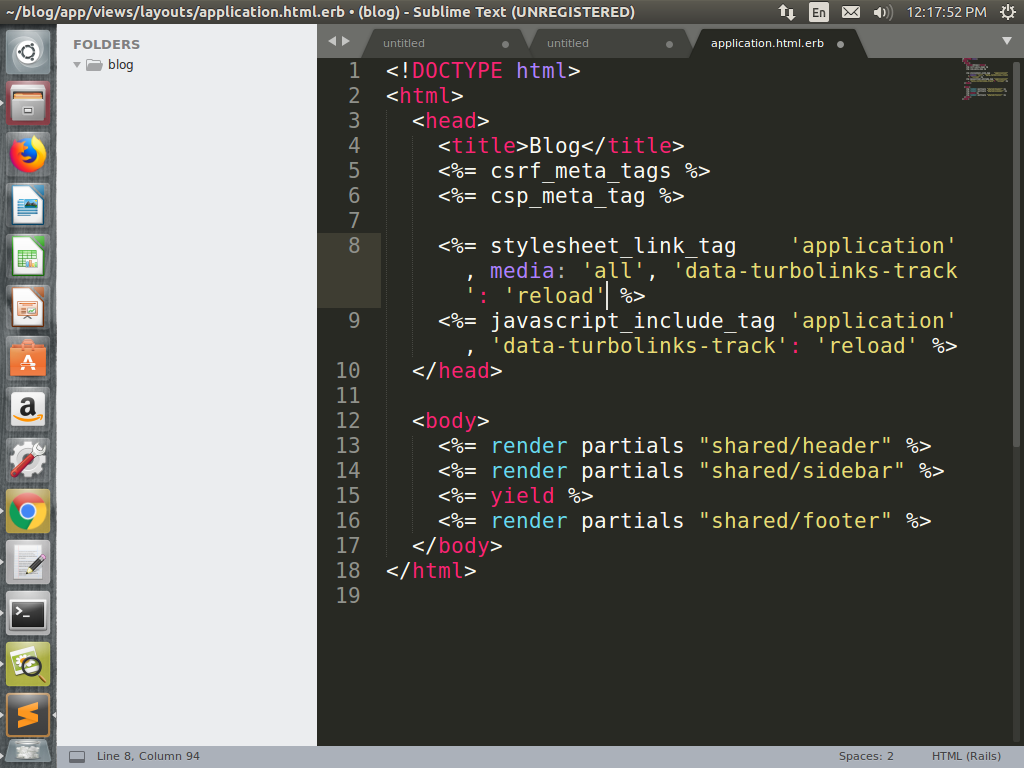 ~/blog/app/views/layouts/application.html.erb • (blog) - Sublime Text (UNREGISTERED)
En
12:17:52 PM
FOLDERS
blog
untitled
untitled
application.html.erb
1 <!DOCTYPE html>
2 <html>
3 <head>
4 <title>Blog</title>
5 <%= csrf_meta_tags %>
6 <%= csp_meta_tag %>
7
8 <%= stylesheet_link_tag    'application'
, media: 'all', 'data-turbolinks-track
': 'reload' %>
9 <%= javascript_include_tag 'application'
, 'data-turbolinks-track': 'reload' %>
10 </head>
11
12 <body>
13 <%= render partials "shared/header" %>
14 <%= render partials "shared/sidebar" %>
15 <%= yield %>
16 <%= render partials "shared/footer" %>
17 </body>
18 </html>
19
Line 8, Column 94
Spaces: 2
HTML (Rails)